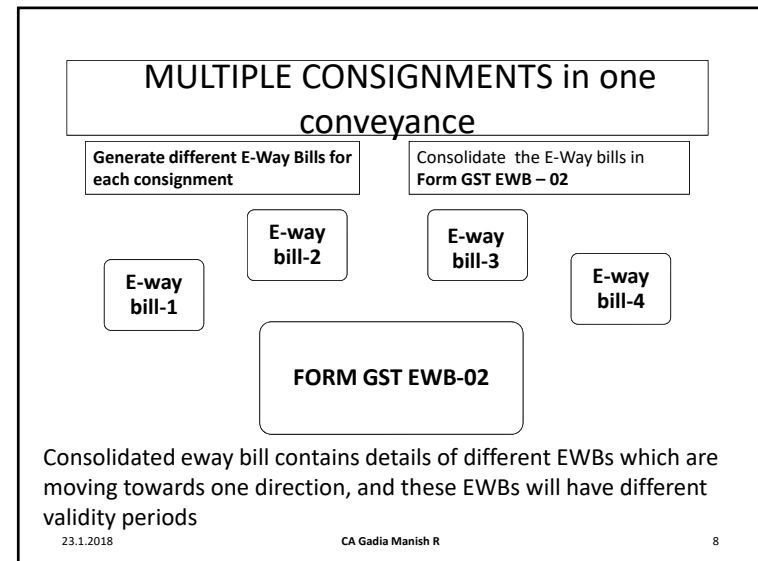 MULTIPLE CONSIGNMENTS in one
conveyance
Generate different E-Way Bills for
each consignment
Consolidate the E-Way bills in
Form GST EWB – 02
E-way
bill-1
E-way
bill-2
E-way
bill-3
E-way
bill-4
FORM GST EWB-02
Consolidated eway bill contains details of different EWBs which are
moving towards one direction, and these EWBs will have different
validity periods
23.1.2018
CA Gadia Manish R
8